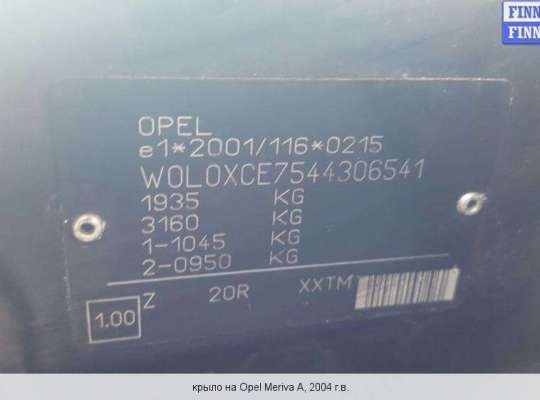 FINN
FINN
OPEL
e1*2001/116*0215
W0L0XCE7544306541
1935 KG
3160 KG
1-1045 KG
2-0950 KG
1.00 Z 20R XXTM
крыло на Opel Meriva A, 2004 г.в.